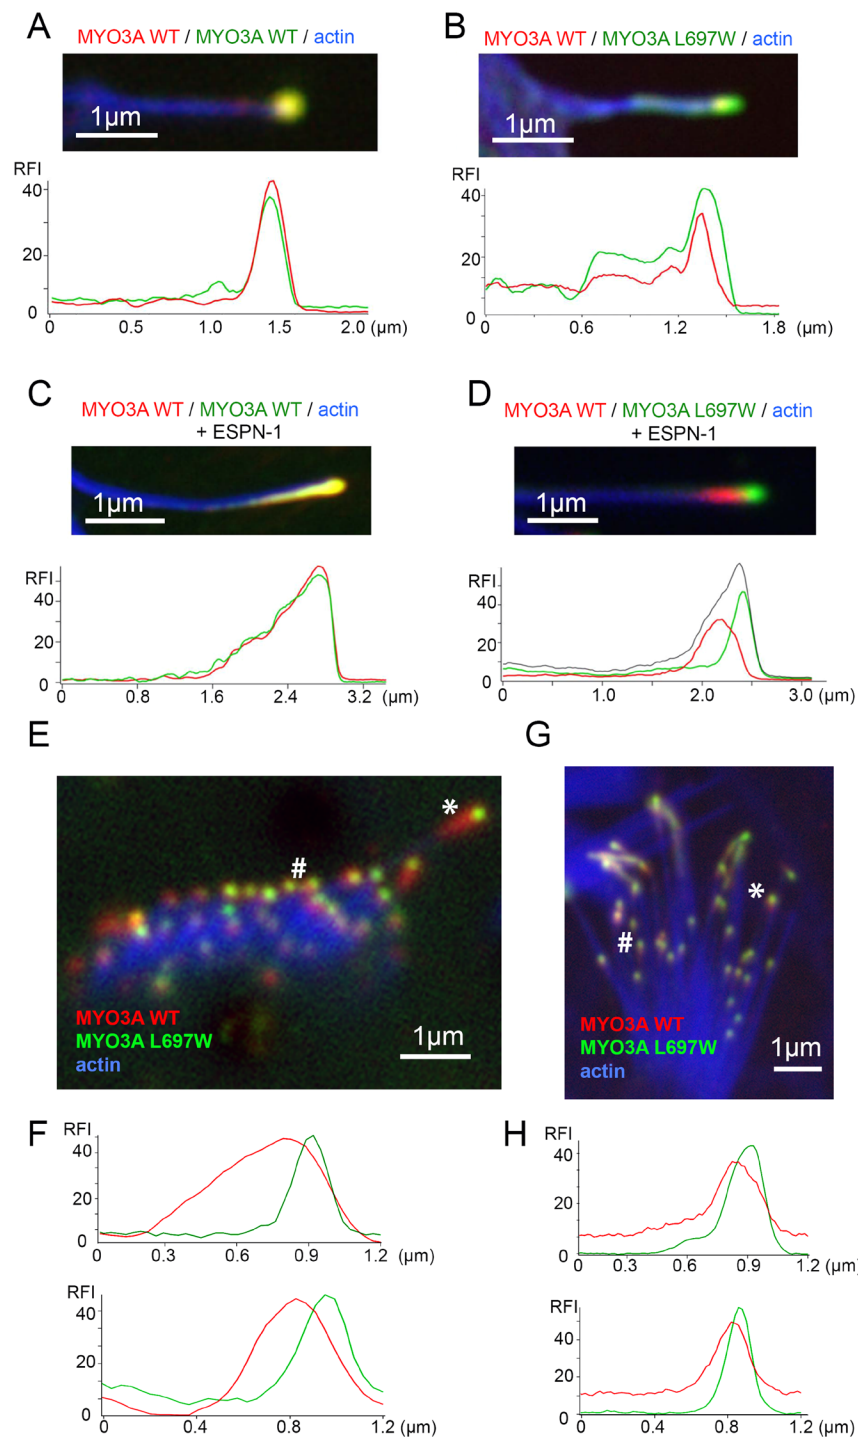 A
MYO3A WT / MYO3A WT / actin
1µm
RFI
40
20
0
0 0.5 1.0 1.5 2.0 (µm)
B
MYO3A WT / MYO3A L697W / actin
1µm
RFI
40
20
0
0 0.6 1.2 1.8 (µm)
C
MYO3A WT / MYO3A WT / actin
+ ESPN-1
1µm
RFI
40
20
0
0 0.8 1.6 2.4 3.2 (µm)
D
MYO3A WT / MYO3A L697W / actin
+ ESPN-1
1µm
RFI
40
20
0
0 1.0 2.0 3.0 (µm)
E
*
#
MYO3A WT
MYO3A L697W
actin
1µm
G
*
#
MYO3A WT
MYO3A L697W
actin
1µm
F
RFI
40
20
0
0 0.3 0.6 0.9 1.2 (µm)
RFI
40
20
0
0 0.4 0.8 1.2 (µm)
H
RFI
40
20
0
0 0.3 0.6 0.9 1.2 (µm)
RFI
40
20
0
0 0.4 0.8 1.2 (µm)